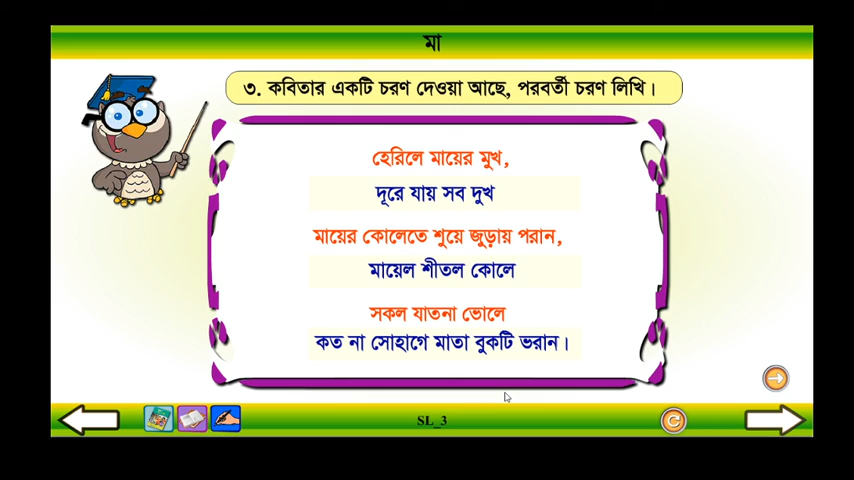 মা
৩. কবিতার একটি চরণ দেওয়া আছে, পরবর্তী চরণ লিখি।
হেরিলে মায়ের মুখ,
দূরে যায় সব দুখ
মায়ের কোলেতে শুয়ে জুড়ায় পরান,
মায়েল শীতল কোলে
সকল যাতনা ভোলে
কত না সোহাগে মাতা বুকটি ভরান।
SL_3